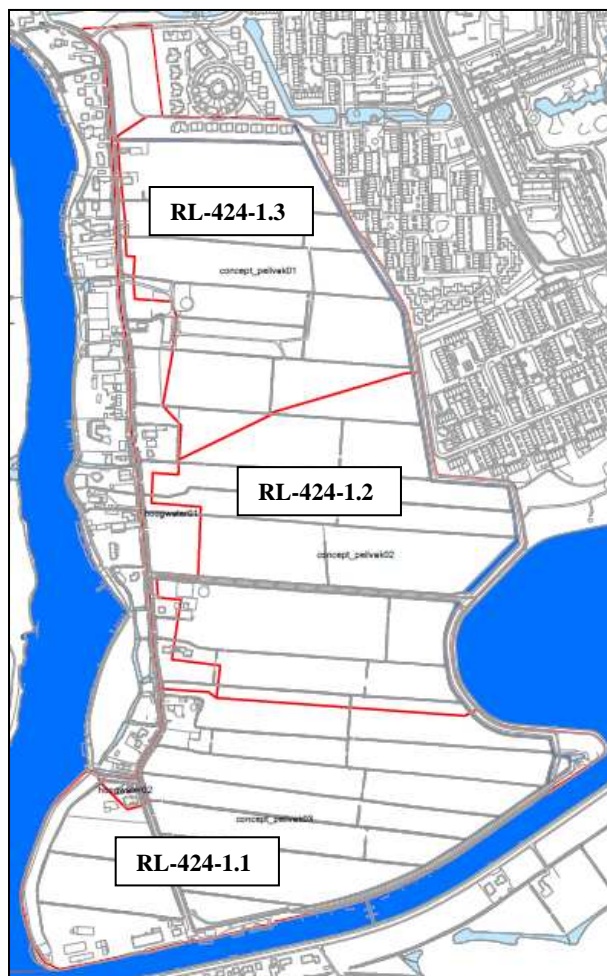 RL-424-1.3
concept_peilvak01
RL-424-1.2
hoogwater01
concept_peilvak02
hoogwater02
concept_peilvak03
RL-424-1.1